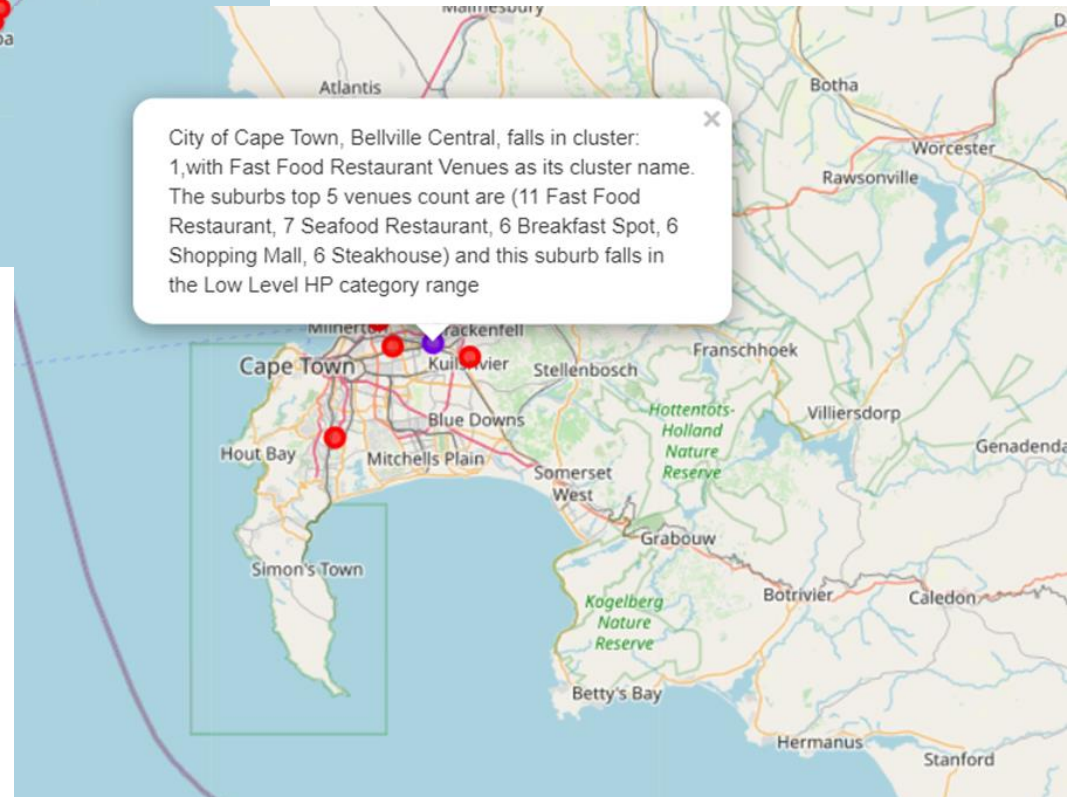 pa
Malmesbury
Atlantis
Botha
×
City of Cape Town, Bellville Central, falls in cluster:
1,with Fast Food Restaurant Venues as its cluster name.
The suburbs top 5 venues count are (11 Fast Food
Restaurant, 7 Seafood Restaurant, 6 Breakfast Spot, 6
Shopping Mall, 6 Steakhouse) and this suburb falls in
the Low Level HP category range
Worcester
Rawsonville
Milnerton
rackenfell
Cape Town
Franschhoek
Stellenbosch
Blue Downs
Hottentots-
Holland
Nature
Reserve
Villiersdorp
Hout Bay
Mitchells Plain
Genadenda
Somerset
West
Grabouw
Simon's Town
Kogelberg
Nature
Reserve
Botrivier
Caledon
Betty's Bay
Hermanus
Stanford